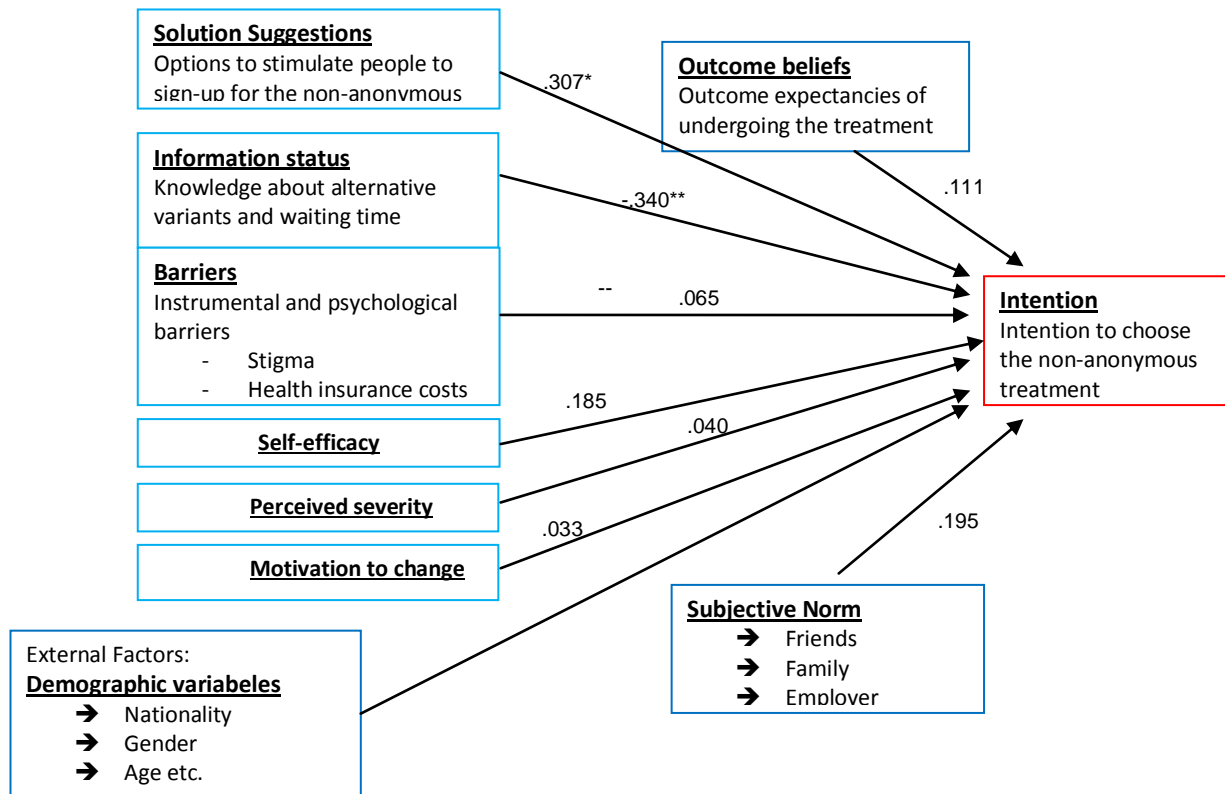 Solution Suggestions
Options to stimulate people to
sign-up for the non-anonymous
.307*
Outcome beliefs
Outcome expectancies of
undergoing the treatment
.111
Information status
Knowledge about alternative
variants and waiting time
-.340**
Barriers
Instrumental and psychological
barriers
- Stigma
- Health insurance costs
--
.065
Intention
Intention to choose
the non-anonymous
treatment
.185
Self-efficacy
.040
Perceived severity
.033
Motivation to change
.195
Subjective Norm
➔ Friends
➔ Family
➔ Employer
External Factors:
Demographic variabeles
➔ Nationality
➔ Gender
➔ Age etc.